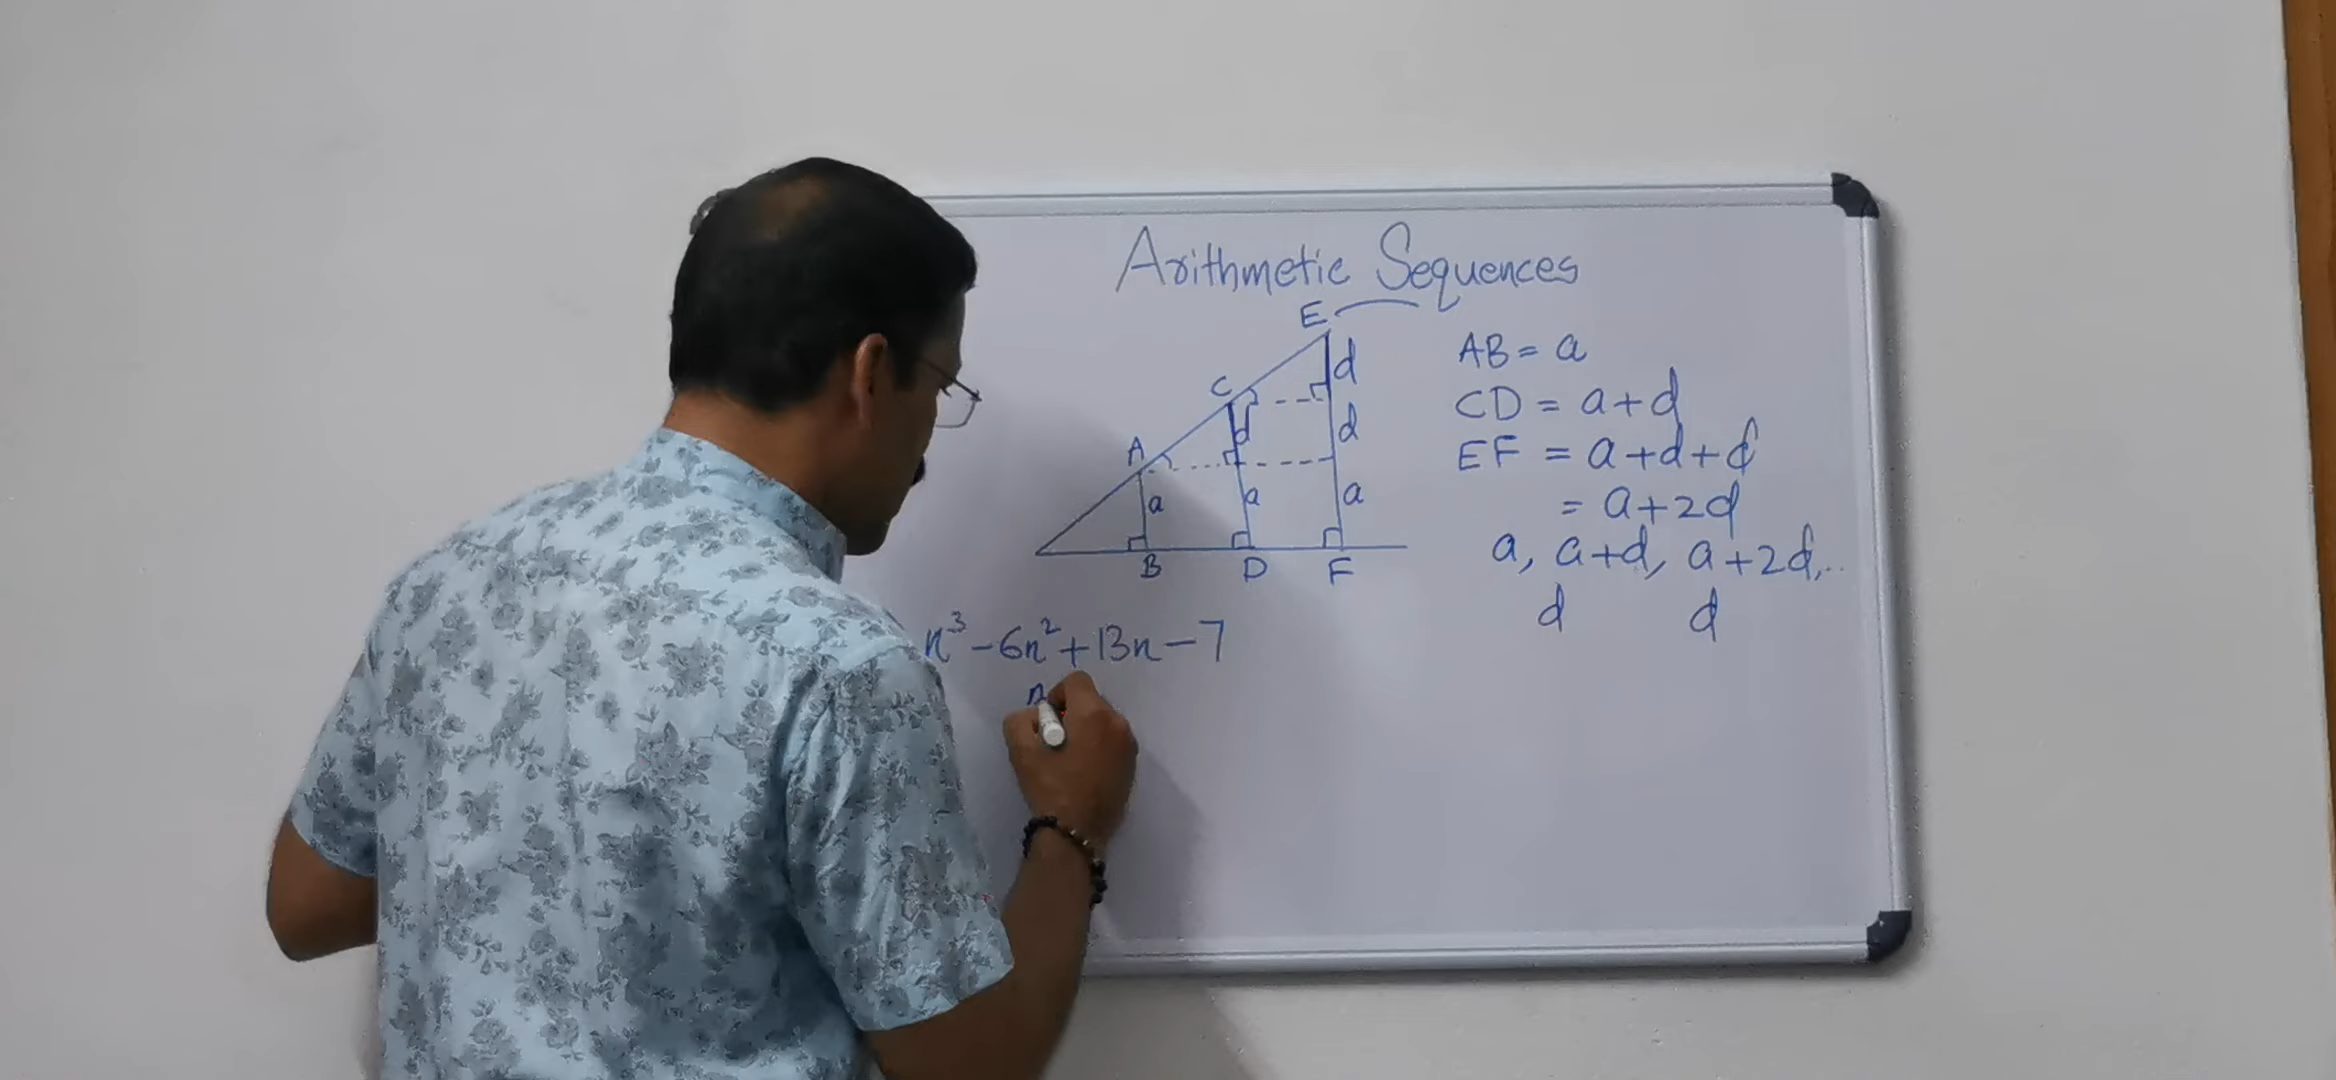 Arithmetic Sequences
E
d
C
d
d
A
a
a
a
B D F
AB = a
CD = a+d
EF = a+d+d
= a+2d
a, a+d, a+2d,...
d d
n³ -6n² +13n -7
n